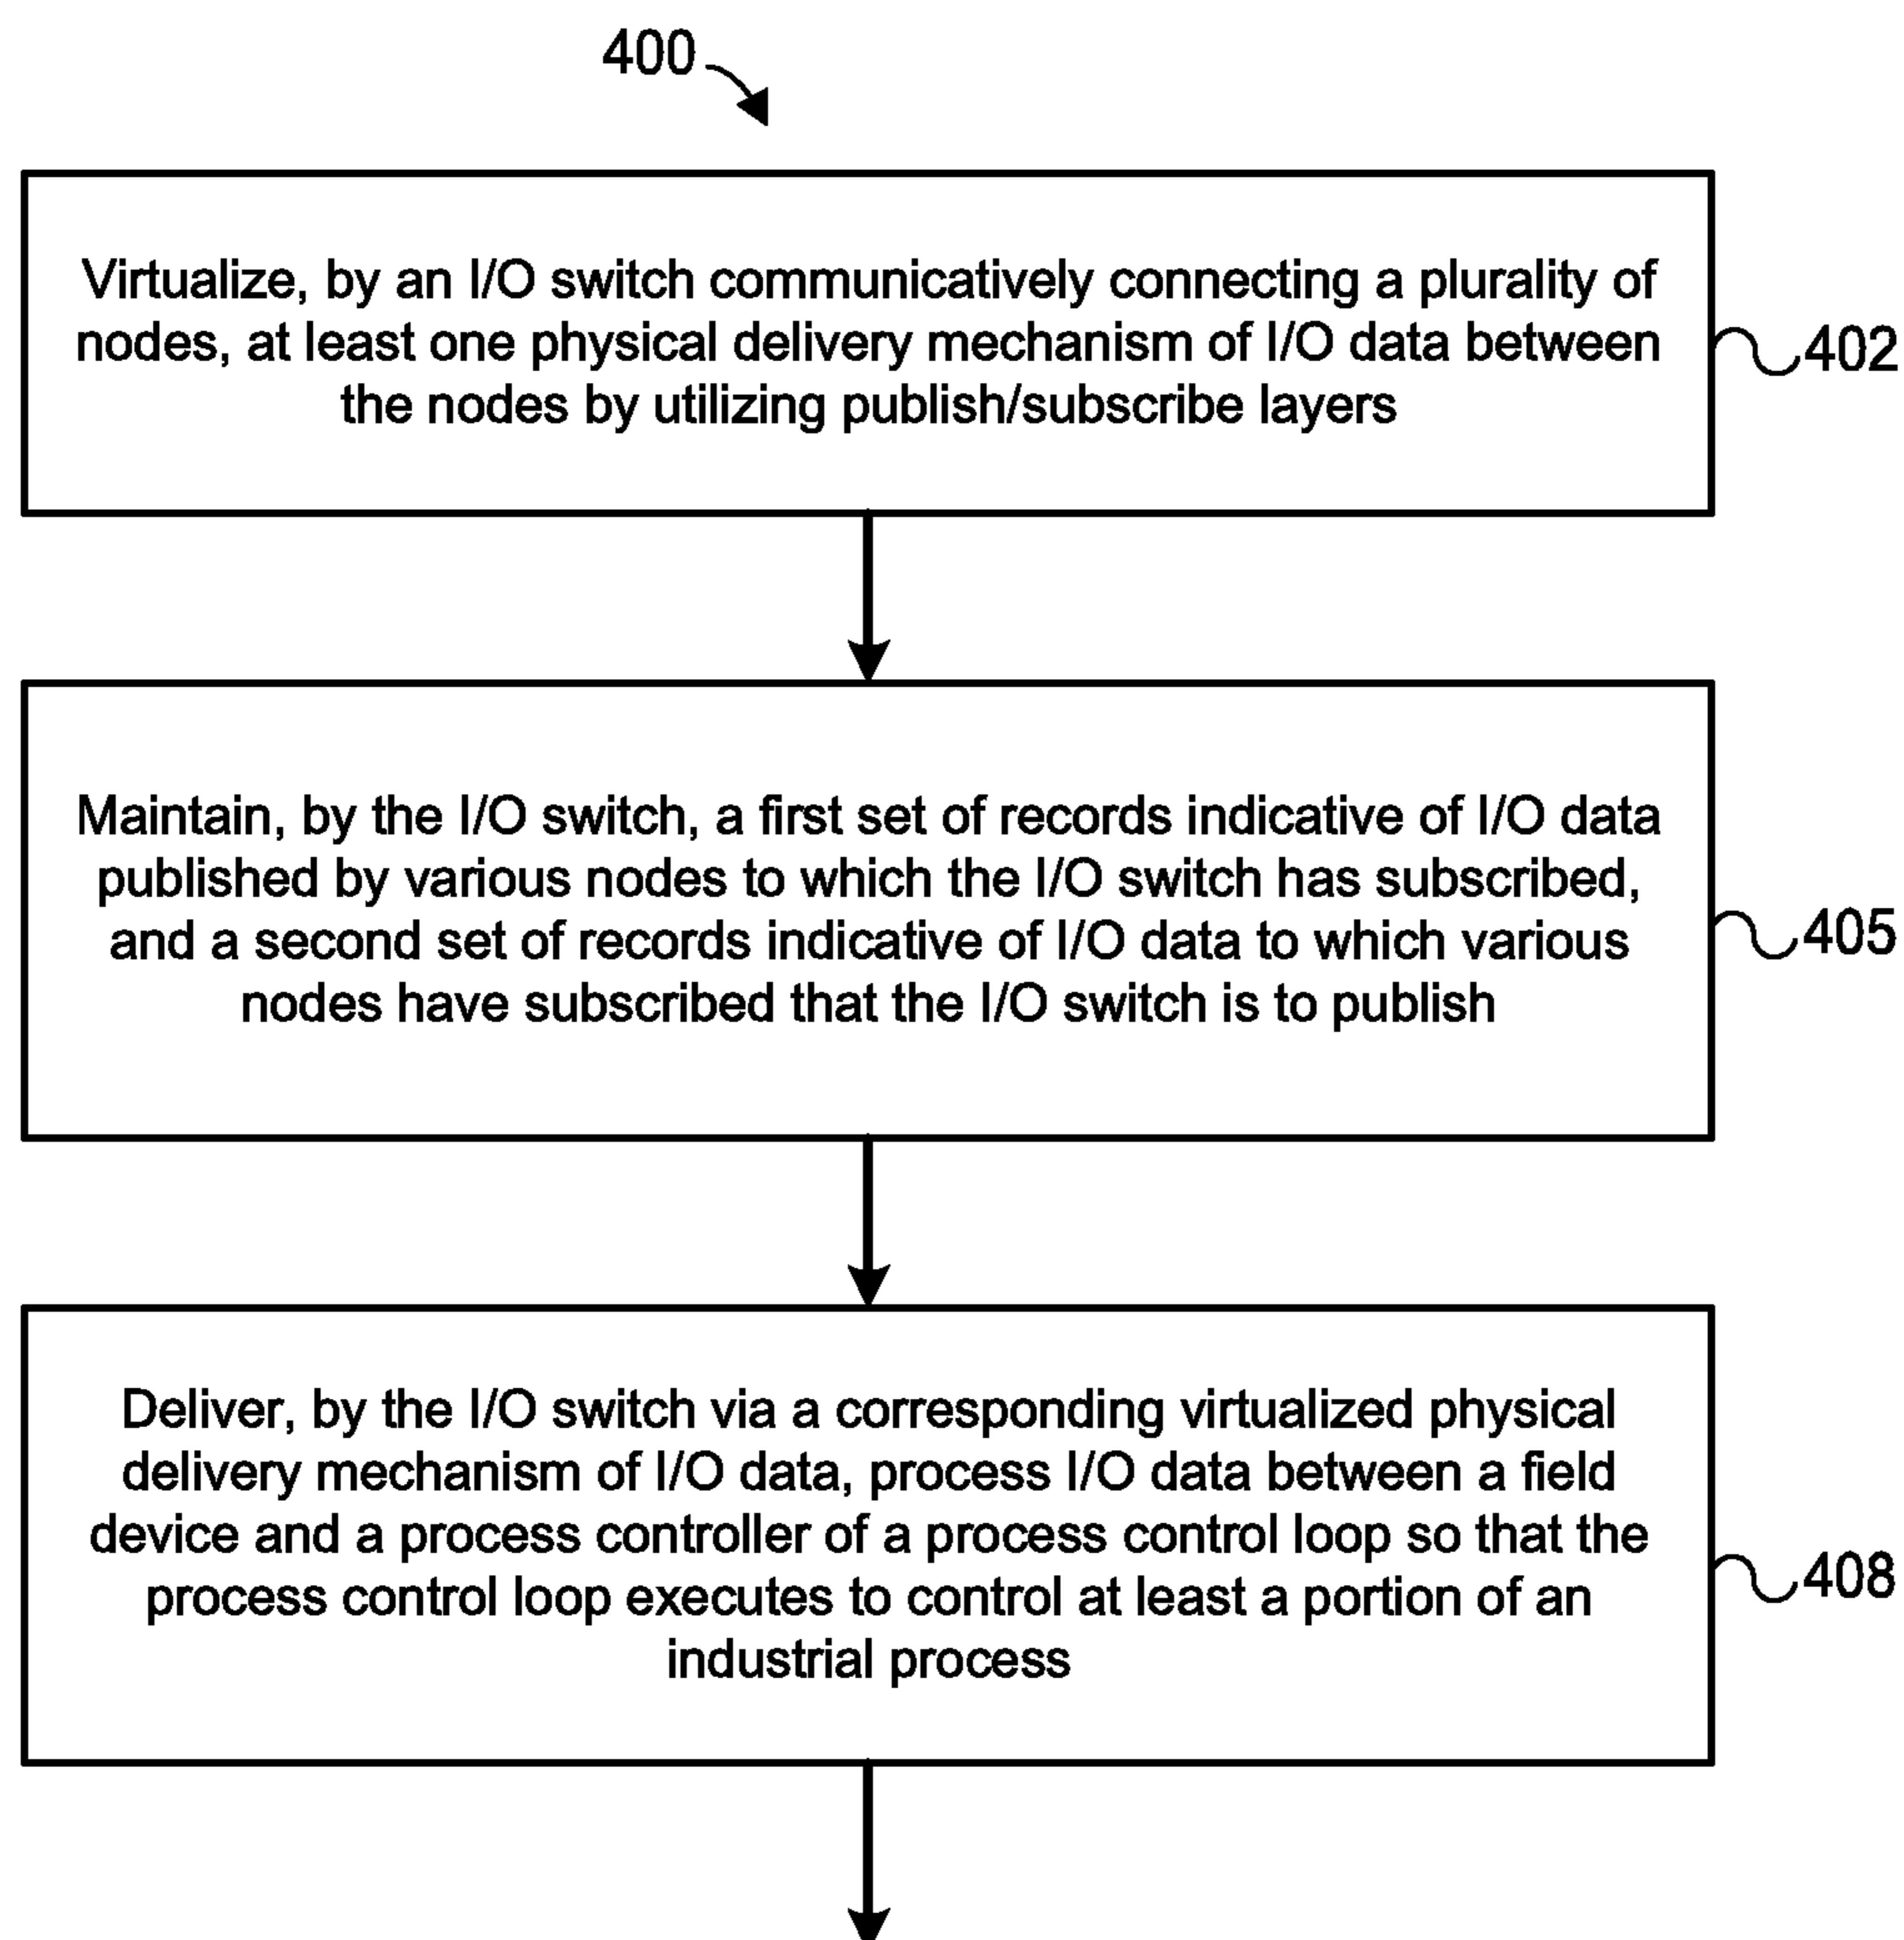 400
Virtualize, by an I/O switch communicatively connecting a plurality of
nodes, at least one physical delivery mechanism of I/O data between
the nodes by utilizing publish/subscribe layers
402
Maintain, by the I/O switch, a first set of records indicative of I/O data
published by various nodes to which the I/O switch has subscribed,
and a second set of records indicative of I/O data to which various
nodes have subscribed that the I/O switch is to publish
405
Deliver, by the I/O switch via a corresponding virtualized physical
delivery mechanism of I/O data, process I/O data between a field
device and a process controller of a process control loop so that the
process control loop executes to control at least a portion of an
industrial process
408